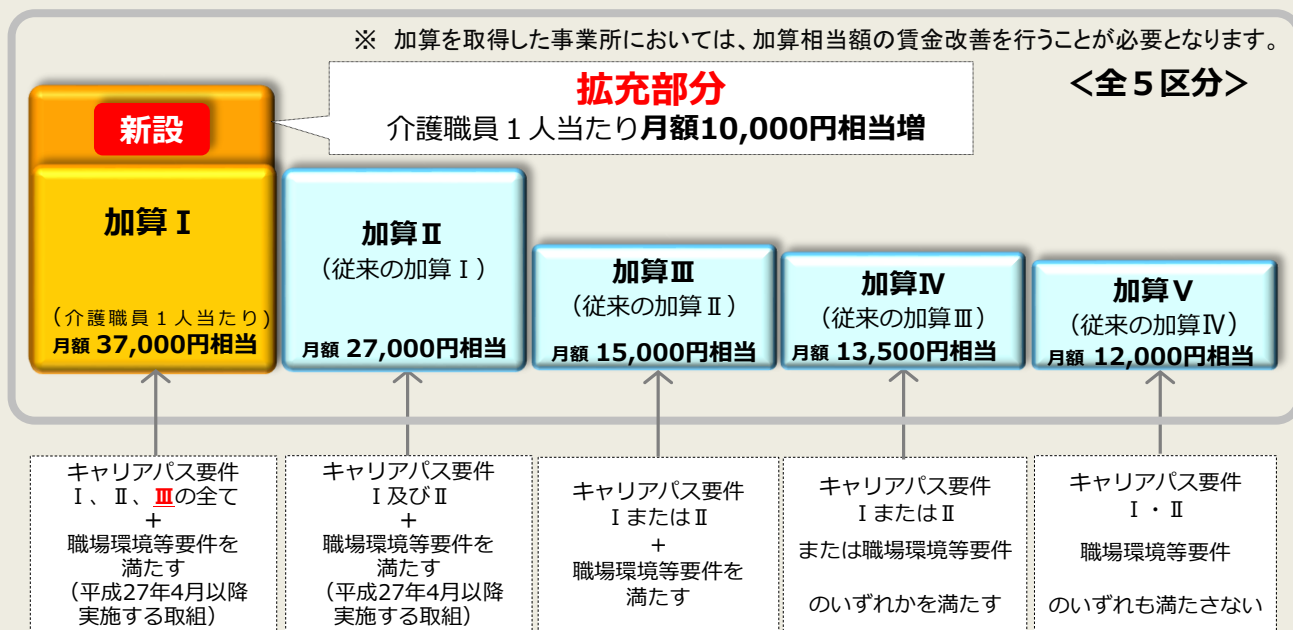 ※ 加算を取得した事業所においては、加算相当額の賃金改善を行うことが必要となります。
＜全５区分＞
拡充部分
介護職員１人当たり月額10,000円相当増
新設
加算Ⅰ
（介護職員１人当たり）
月額 37,000円相当
加算Ⅱ
（従来の加算Ⅰ）
月額 27,000円相当
加算Ⅲ
（従来の加算Ⅱ）
月額 15,000円相当
加算Ⅳ
（従来の加算Ⅲ）
月額 13,500円相当
加算Ⅴ
（従来の加算Ⅳ）
月額 12,000円相当
キャリアパス要件
Ⅰ、Ⅱ、Ⅲの全て
+
職場環境等要件を
満たす
（平成27年4月以降
実施する取組）
キャリアパス要件
Ⅰ及びⅡ
+
職場環境等要件を
満たす
（平成27年4月以降
実施する取組）
キャリアパス要件
ⅠまたはⅡ
+
職場環境等要件を
満たす
キャリアパス要件
ⅠまたはⅡ
または職場環境等要件
のいずれかを満たす
キャリアパス要件
Ⅰ・Ⅱ
職場環境等要件
のいずれも満たさない